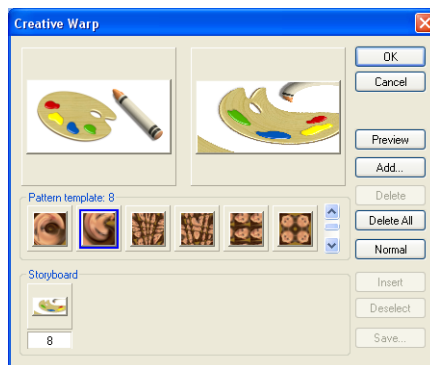 Creative Warp
OK
Cancel
Preview
Add...
Delete
Pattern template: 8
Delete All
Normal
Storyboard
Insert
Deselect
8
Save...